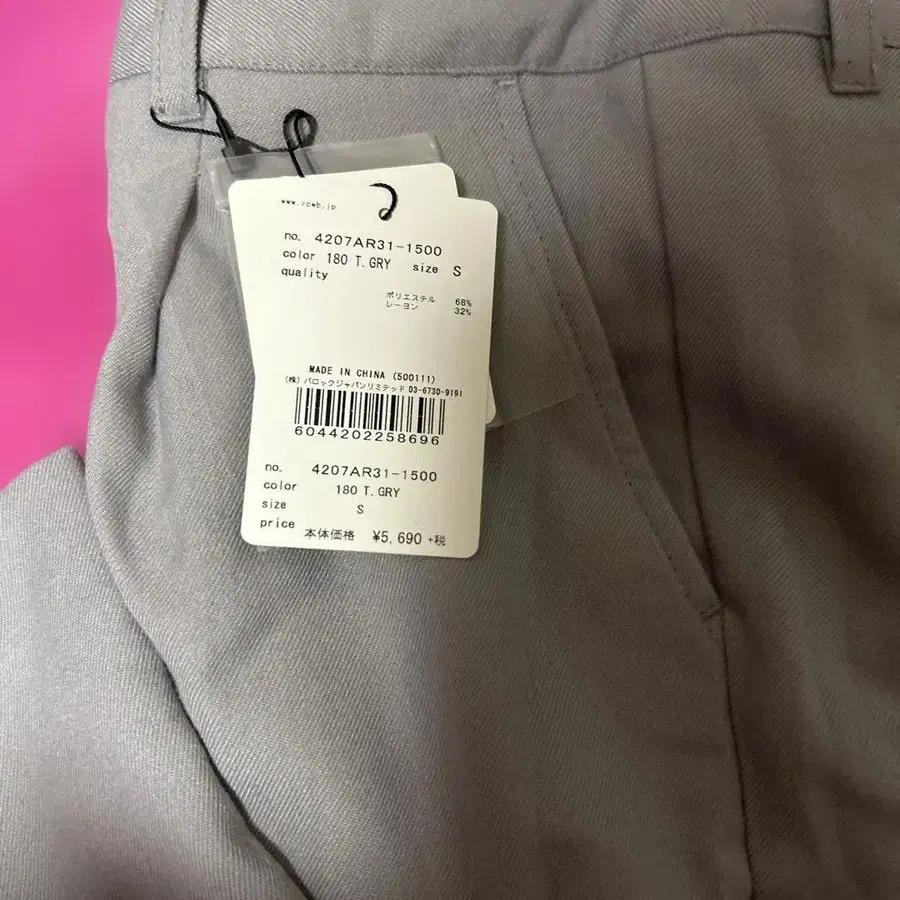 www.rcwb.jp
no. 4207AR31-1500
color 180 T.GRY size S
quality
ポリエステル 68%
レーヨン 32%
MADE IN CHINA (500111)
(株)バロックジャパンリミテッド 03-6730-9191
6044202258696
no. 4207AR31-1500
color 180 T.GRY
size S
price 本体価格 ¥5,690 +税